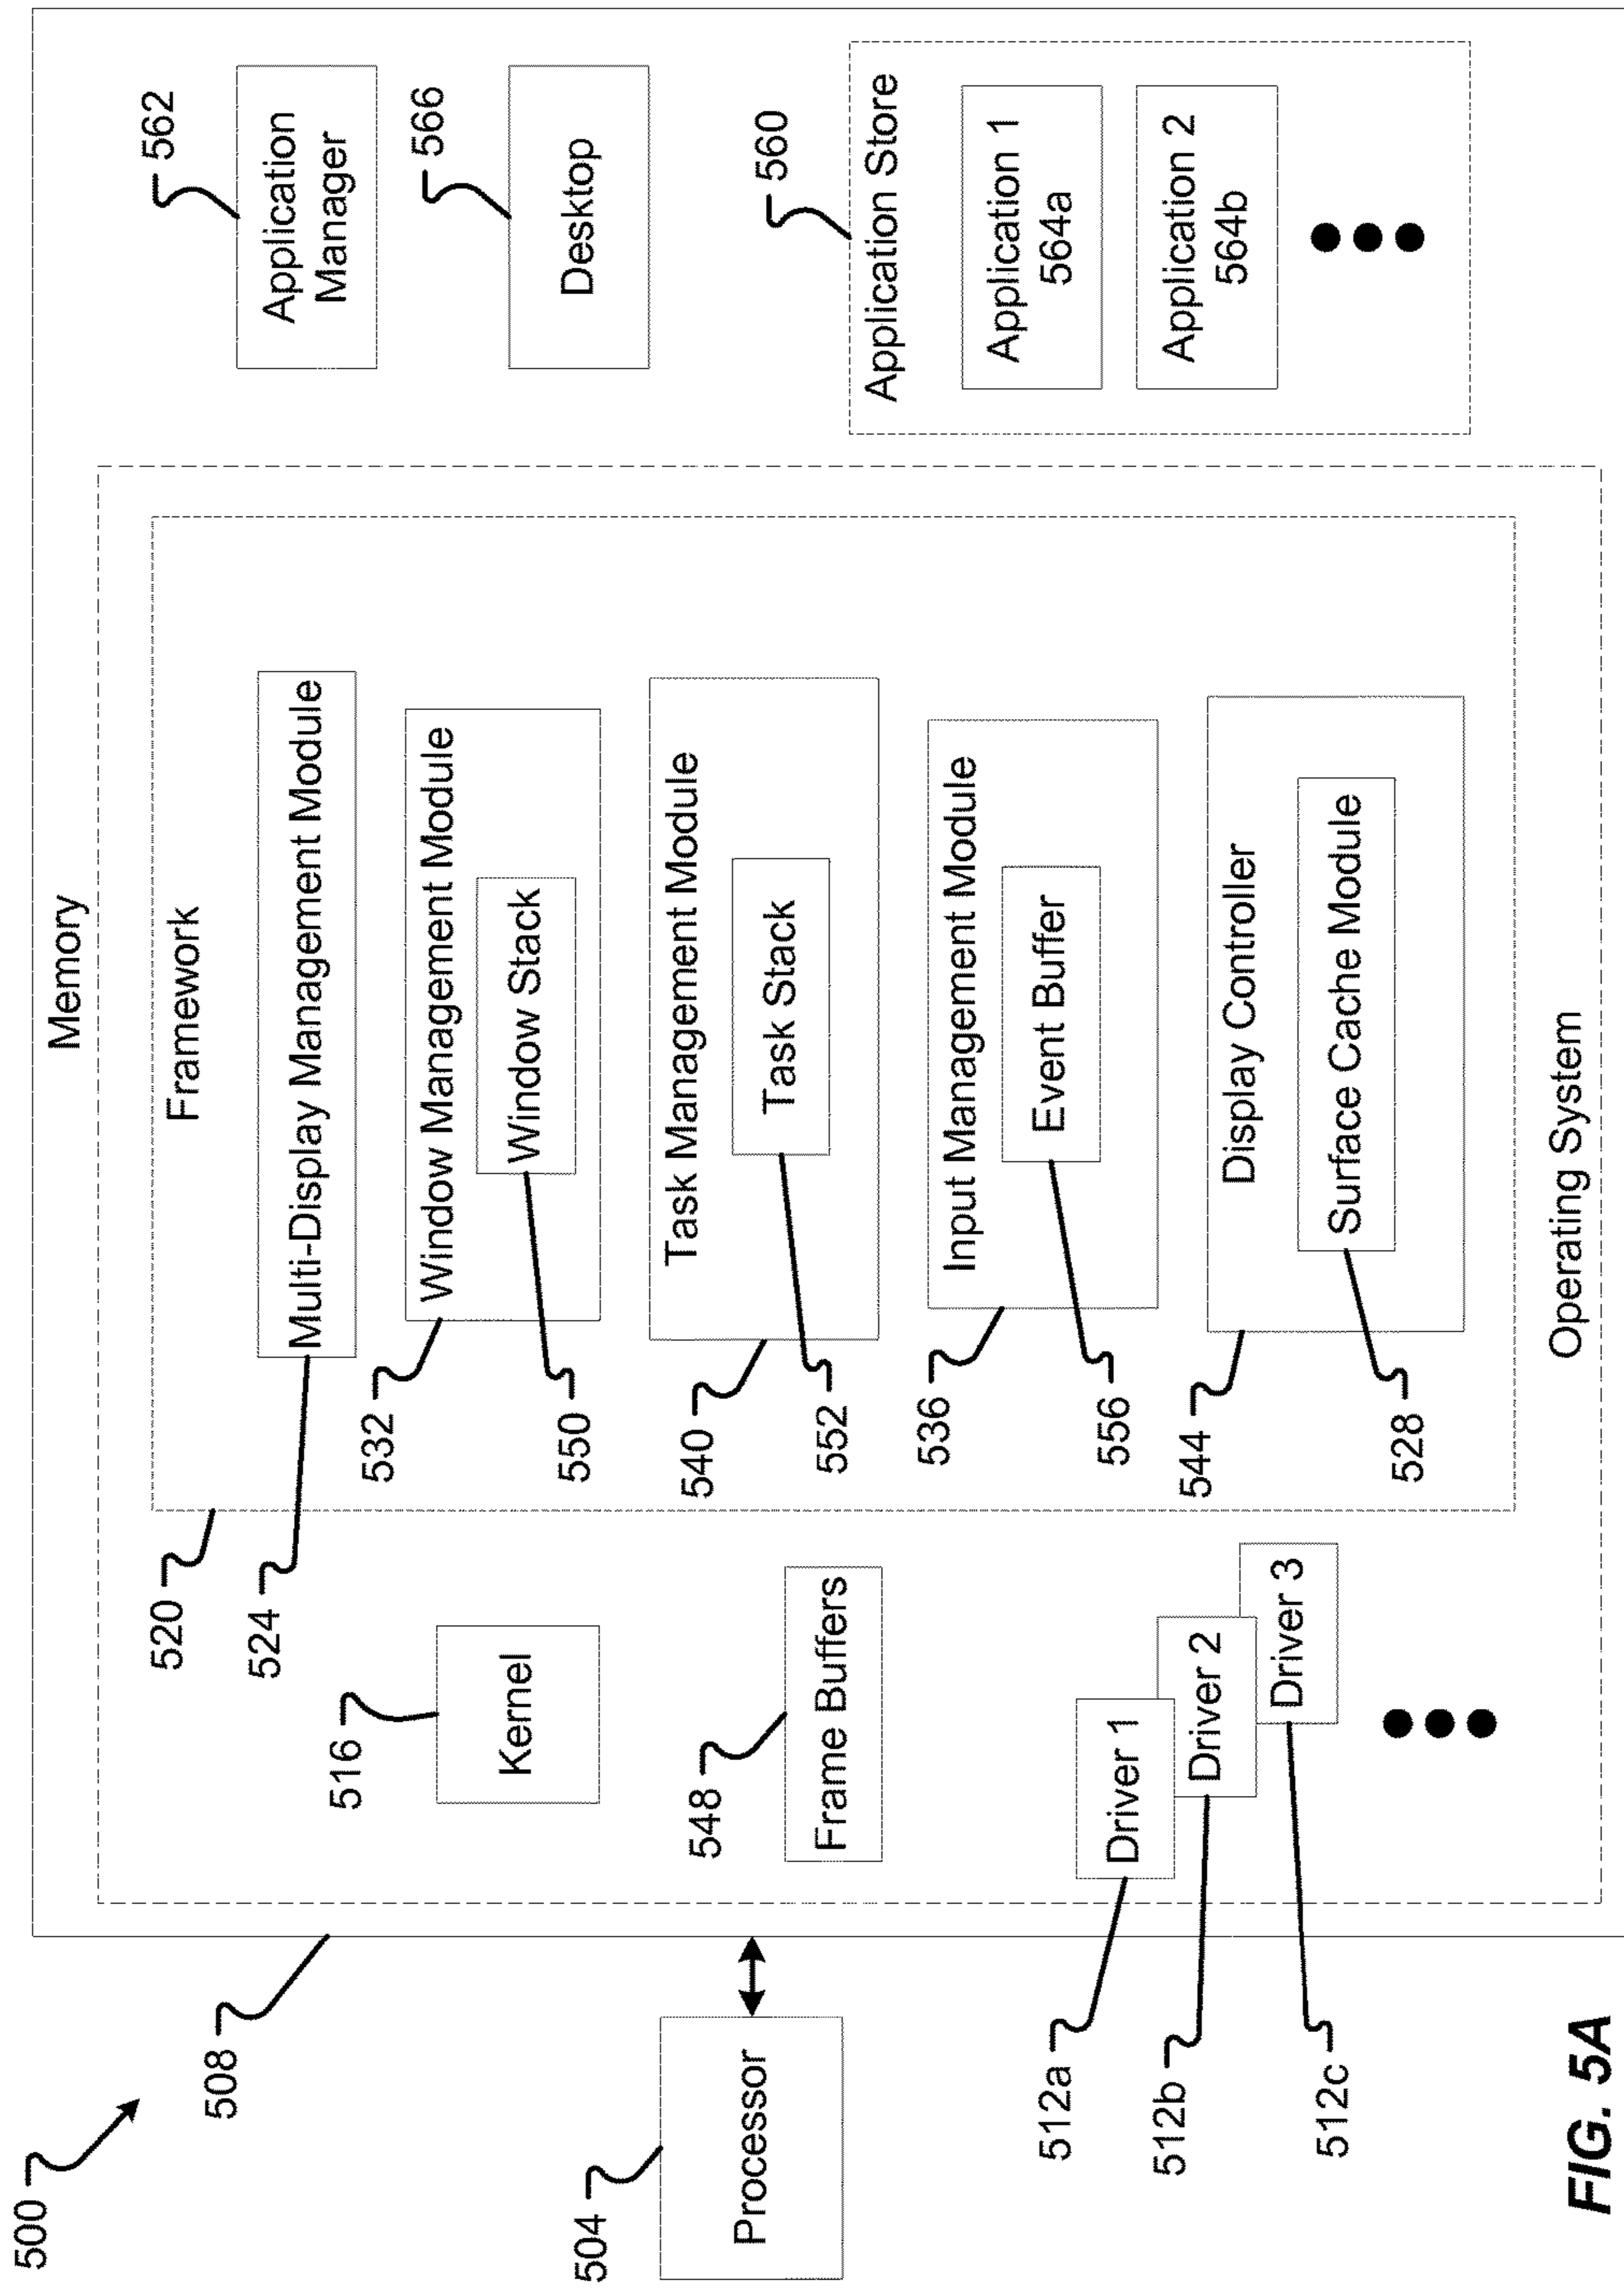 500
508
Memory
504
Processor
520
Framework
524
Multi-Display Management Module
532
Window Management Module
550
Window Stack
540
Task Management Module
552
Task Stack
536
Input Management Module
556
Event Buffer
544
Display Controller
528
Surface Cache Module
516
Kernel
548
Frame Buffers
512a
Driver 1
512b
Driver 2
512c
Driver 3
Operating System
562
Application
Manager
566
Desktop
560
Application Store
Application 1
564a
Application 2
564b
FIG. 5A